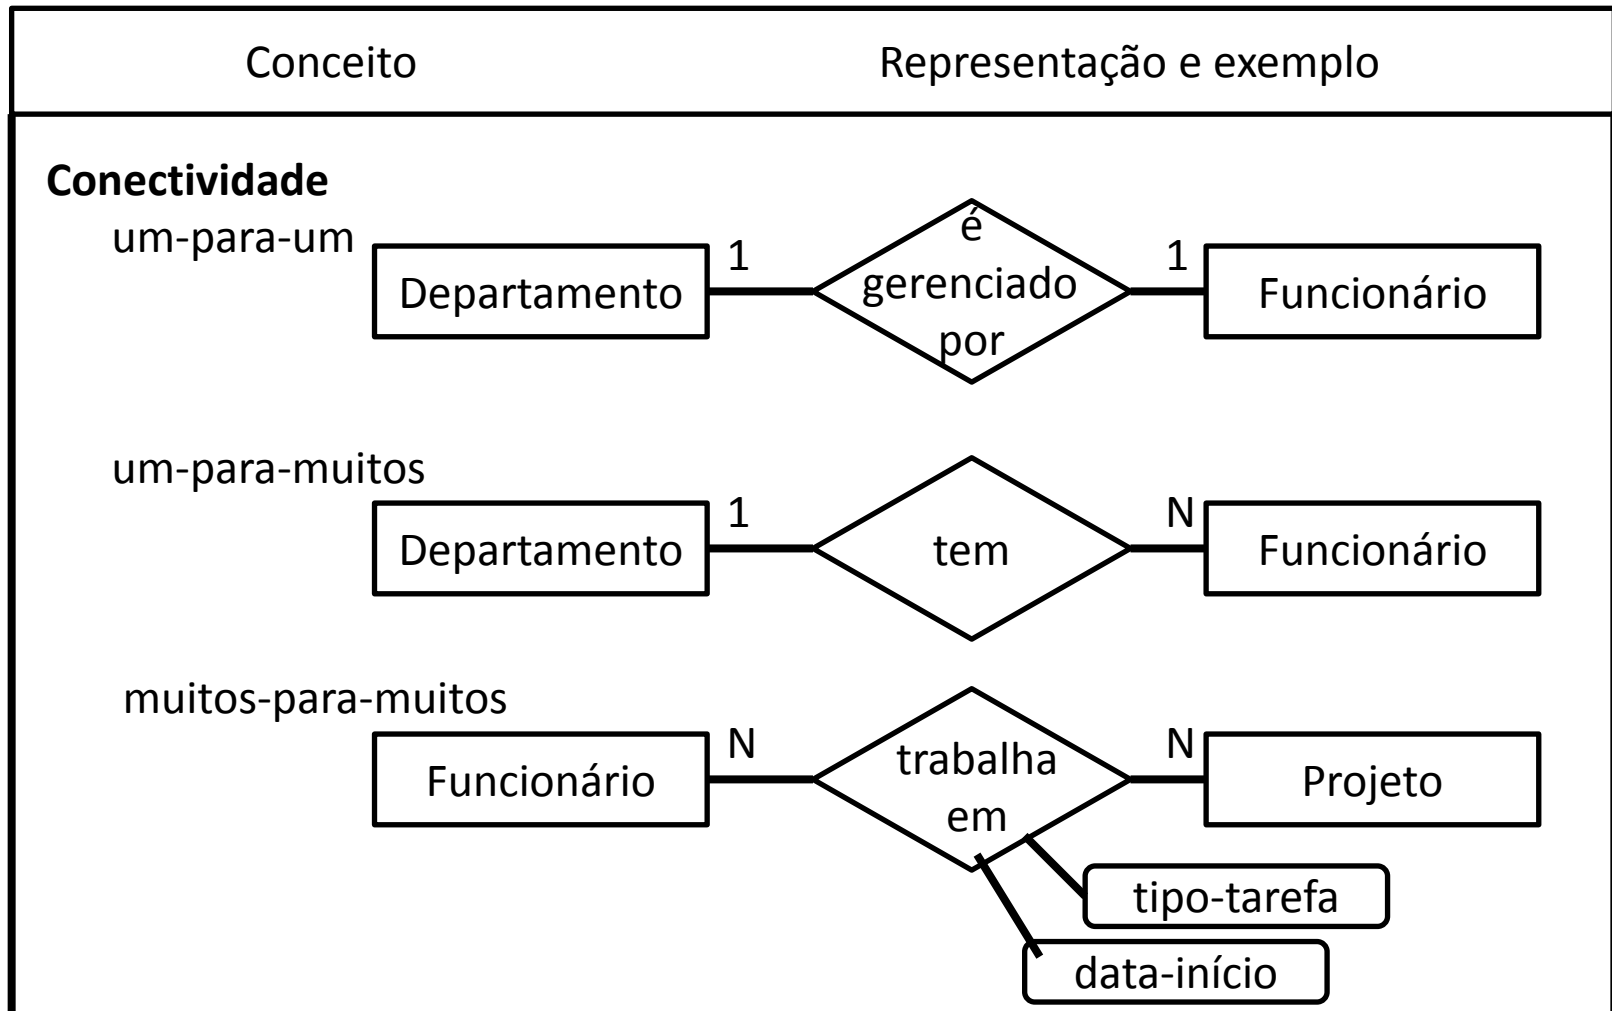 Conceito
Representação e exemplo
Conectividade
um-para-um
Departamento
1
é
gerenciado
por
1
Funcionário
um-para-muitos
Departamento
1
tem
N
Funcionário
muitos-para-muitos
Funcionário
N
trabalha
em
N
Projeto
tipo-tarefa
data-início